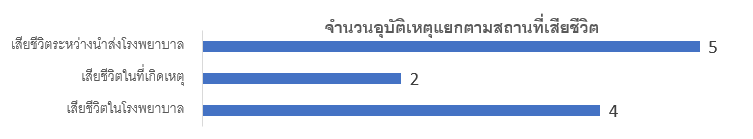 จำนวนอุบัติเหตุแยกตามสถานที่เสียชีวิต
เสียชีวิตระหว่างนำส่งโรงพยาบาล 5
เสียชีวิตในที่เกิดเหตุ 2
เสียชีวิตในโรงพยาบาล 4